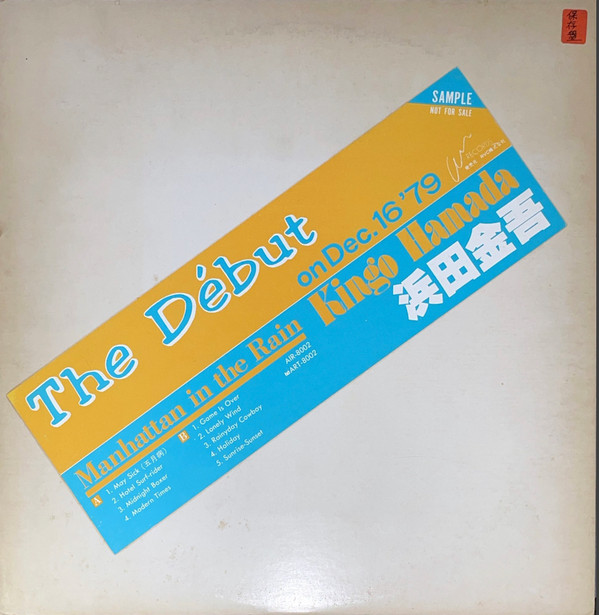 保存盤
SAMPLE
NOT FOR SALE
The Début
on Dec. 16 '79
Kingo Hamada
浜田金吾
Manhattan in the Rain
AIR-8002
ART-8002
A
1. May Sick (五月病)
2. Hotel Surf-rider
3. Midnight Boxer
4. Modern Times
B
1. Game Is Over
2. Lonely Wind
3. Rainyday Cowboy
4. Holiday
5. Sunrise-Sunset